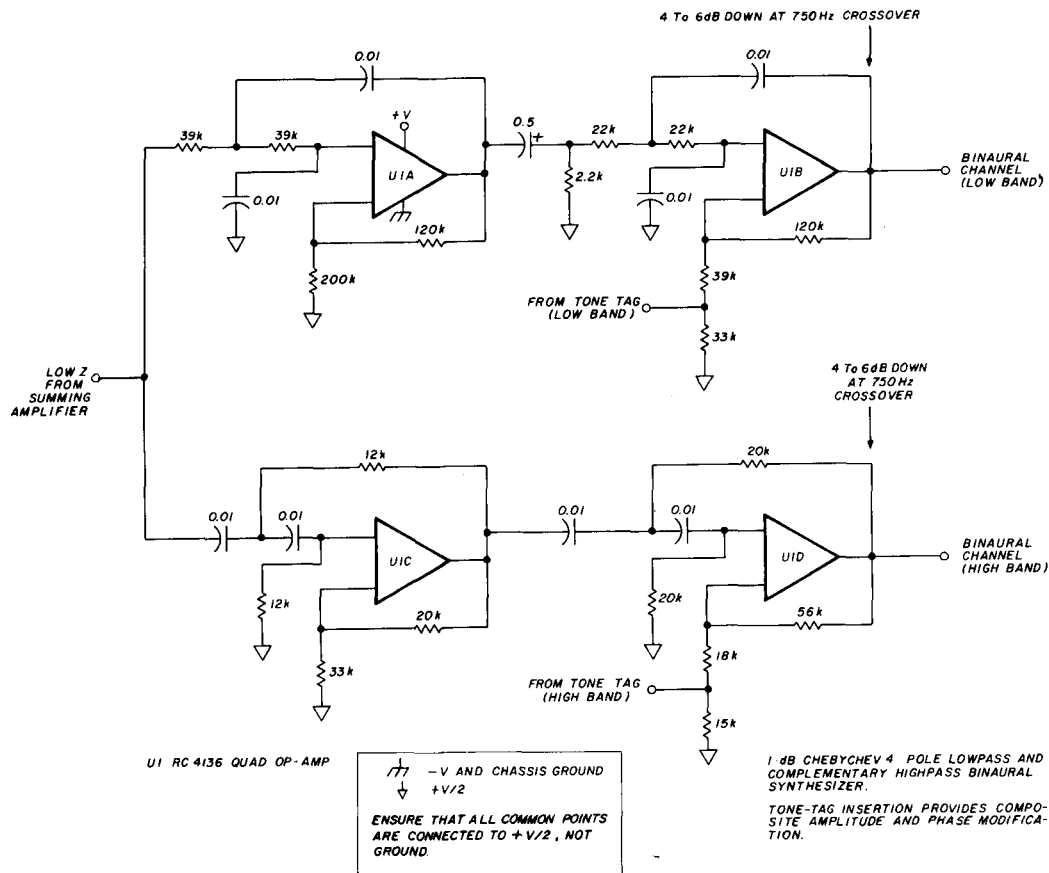 4 To 6dB DOWN AT 750Hz CROSSOVER
0.01
0.01
+V
39k
39k
0.5
+
22k
22k
U1A
U1B
BINAURAL
CHANNEL
(LOW BAND)
0.01
2.2k
0.01
120k
120k
200k
39k
FROM TONE TAG
(LOW BAND)
33k
LOW Z
FROM
SUMMING
AMPLIFIER
4 To 6dB DOWN
AT 750Hz
CROSSOVER
12k
20k
0.01
0.01
0.01
0.01
U1C
U1D
BINAURAL
CHANNEL
(HIGH BAND)
12k
20k
20k
56k
33k
18k
FROM TONE TAG
(HIGH BAND)
15k
U1 RC 4136 QUAD OP-AMP
-V AND CHASSIS GROUND
+V/2
ENSURE THAT ALL COMMON POINTS
ARE CONNECTED TO +V/2, NOT
GROUND.
1 dB CHEBYCHEV 4 POLE LOWPASS AND
COMPLEMENTARY HIGHPASS BINAURAL
SYNTHESIZER.
TONE-TAG INSERTION PROVIDES COMPO-
SITE AMPLITUDE AND PHASE MODIFICA-
TION.